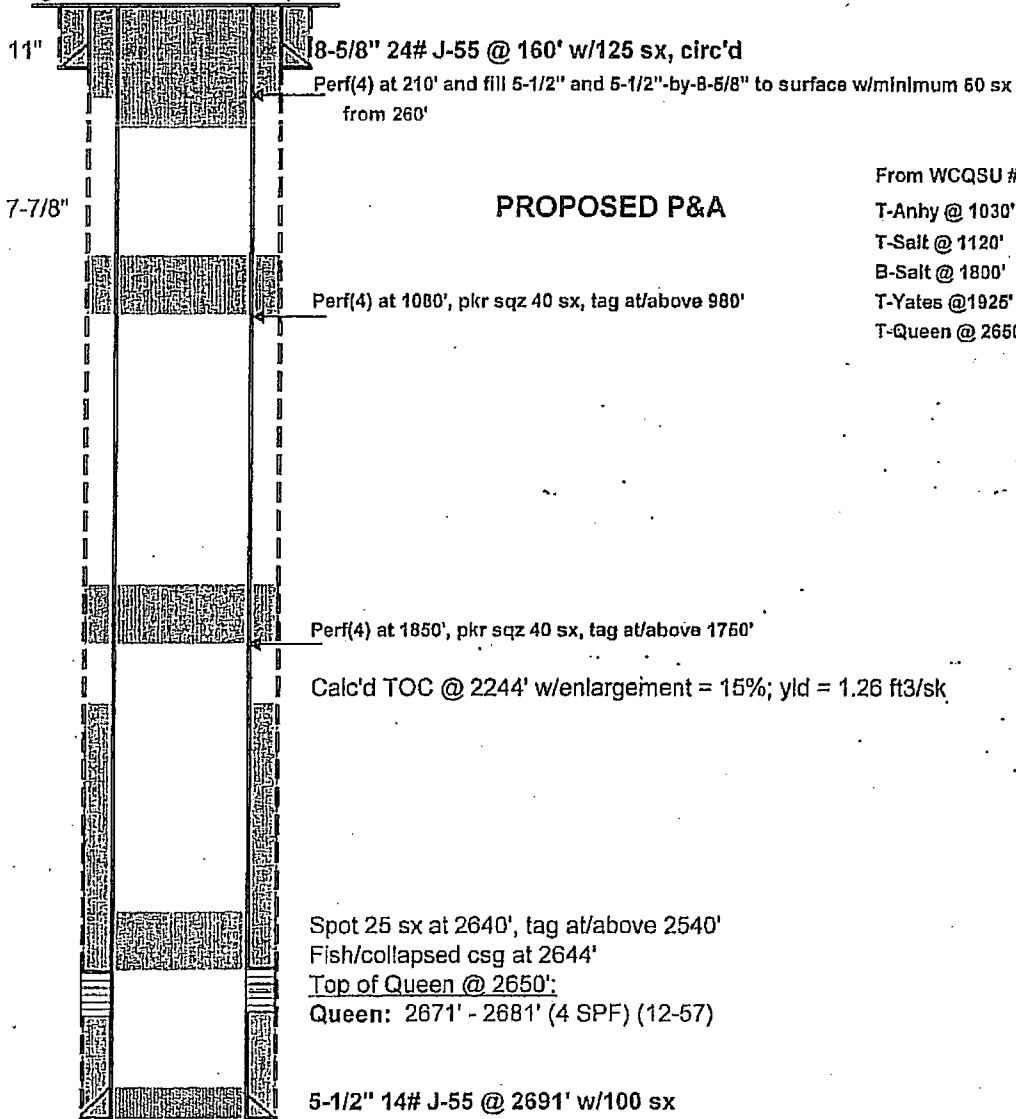 11" 8-5/8" 24# J-55 @ 160' w/125 sx, circ'd
Perf(4) at 210' and fill 5-1/2" and 5-1/2"-by-8-5/8" to surface w/minimum 50 sx
from 260'
From WCQSU #
7-7/8" PROPOSED P&A
T-Anhy @ 1030'
T-Salt @ 1120'
B-Salt @ 1800'
T-Yates @1925'
T-Queen @ 2650
Perf(4) at 1080', pkr sqz 40 sx, tag at/above 980'
Perf(4) at 1850', pkr sqz 40 sx, tag at/above 1750'
Calc'd TOC @ 2244' w/enlargement = 15%; yld = 1.26 ft3/sk
Spot 25 sx at 2640', tag at/above 2540'
Fish/collapsed csg at 2644'
Top of Queen @ 2650':
Queen: 2671' - 2681' (4 SPF) (12-57)
5-1/2" 14# J-55 @ 2691' w/100 sx